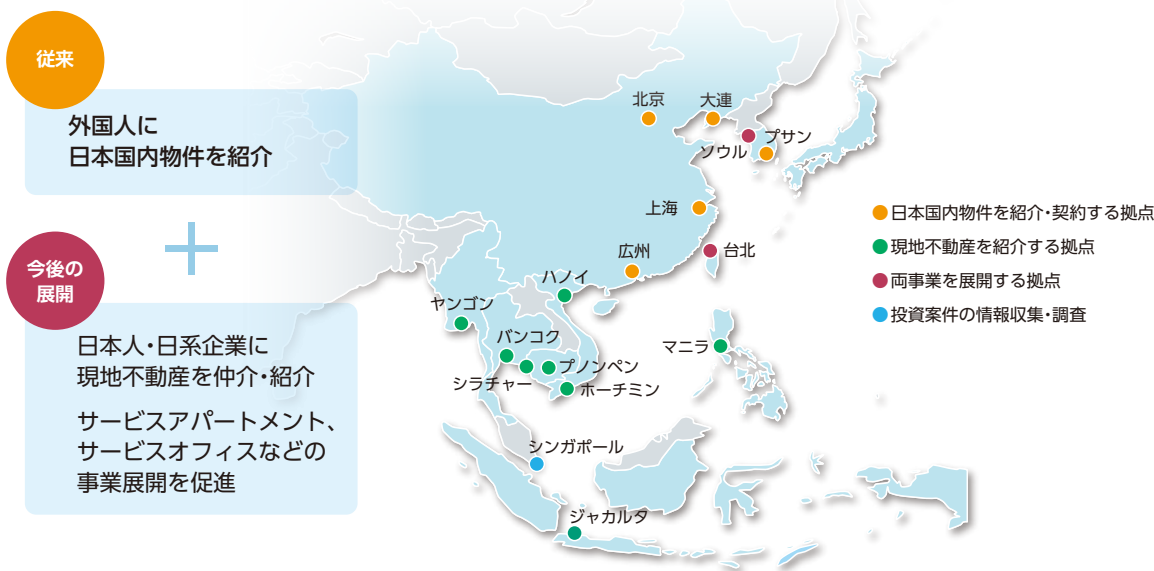 従来
外国人に
日本国内物件を紹介
今後の
展開
日本人・日系企業に
現地不動産を仲介・紹介
サービスアパートメント、
サービスオフィスなどの
事業展開を促進
北京
大連
プサン
ソウル
上海
台北
広州
ハノイ
ヤンゴン
バンコク
マニラ
プノンペン
シラチャー
ホーチミン
シンガポール
ジャカルタ
日本国内物件を紹介・契約する拠点
現地不動産を紹介する拠点
両事業を展開する拠点
投資案件の情報収集・調査